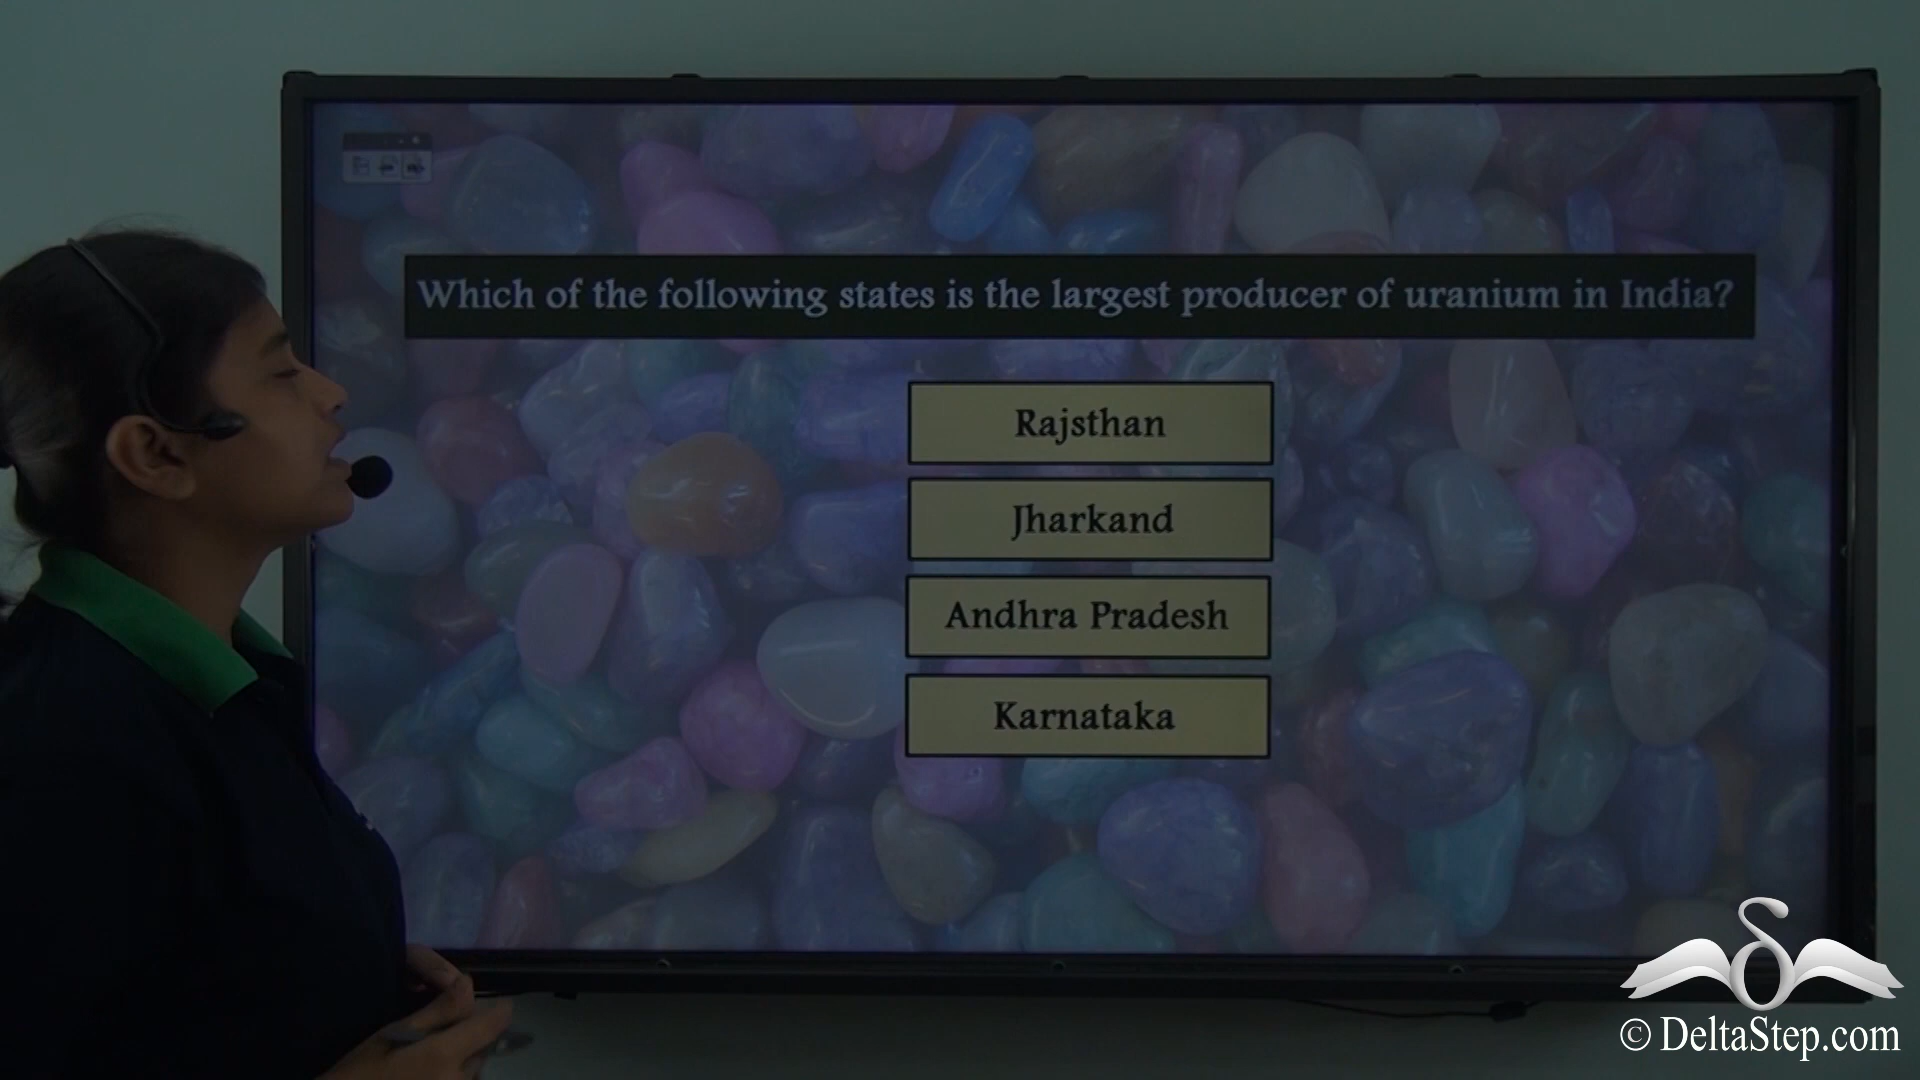 Which of the following states is the largest producer of uranium in India?
Rajsthan
Jharkand
Andhra Pradesh
Karnataka
© DeltaStep.com